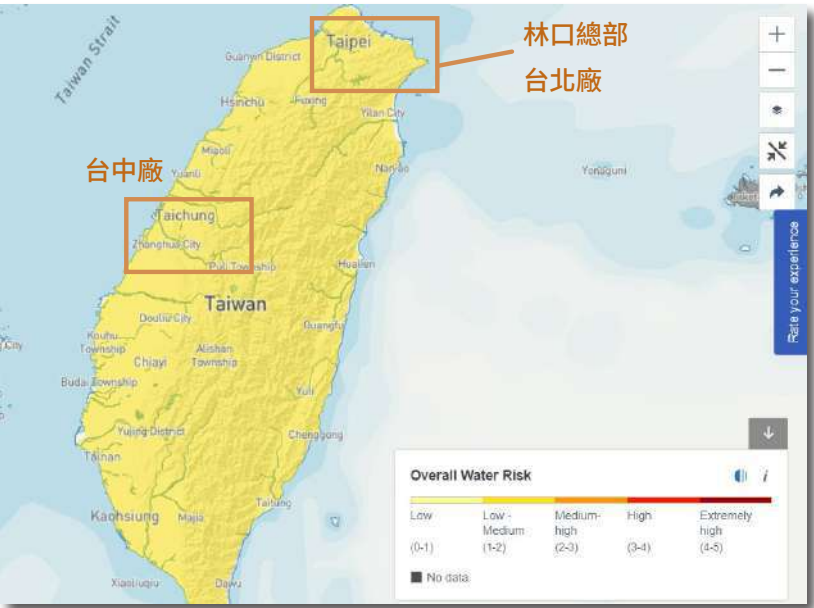 Taiwan Strait
Taipei
林口總部
台北廠
Guanyin District
Hsinchu
Fuxing
Yilan City
Miaoli
台中廠
Yuanli
Nan'ao
Yonaguni
Taichung
Zhanghua City
Puli Township
Hualien
Taiwan
Douliu City
Guangfu
Kouhu
Township
Alishan
Township
Chiayi
Budai Township
Yuli
Yujing District
Chenggong
Tainan
Kaohsiung
Majia
Taitung
Xiaoliuqiu
Dawu
Rate your experience
Overall Water Risk
i
Low
(0-1)
Low -
Medium
(1-2)
Medium-
high
(2-3)
High
(3-4)
Extremely
high
(4-5)
No data